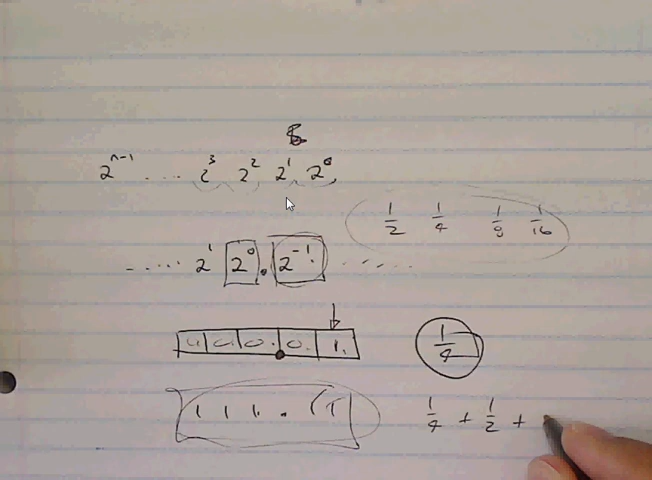 2^{n-1} .... 2^3 2^2 2^1 2^0
1/2 1/4 1/8 1/16
..... 2^1 2^0 . 2^{-1} ......
0 0 0 . 0 1 1/4
1 1 1 . 1 1 1/4 + 1/2 +